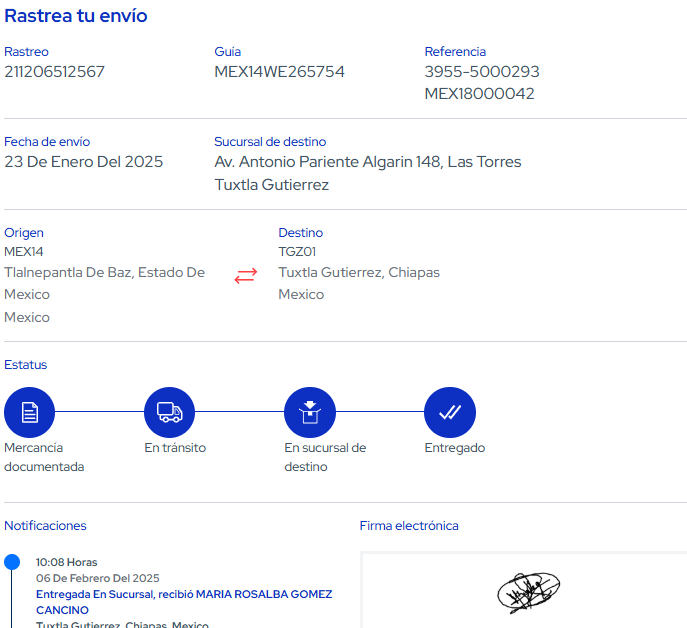 Rastrea tu envío
Rastreo
211206512567
Guía
MEX14WE265754
Referencia
3955-5000293
MEX18000042
Fecha de envío
23 De Enero Del 2025
Sucursal de destino
Av. Antonio Pariente Algarin 148, Las Torres
Tuxtla Gutierrez
Origen
MEX14
Tlalnepantla De Baz, Estado De
Mexico
Mexico
Destino
TGZ01
Tuxtla Gutierrez, Chiapas
Mexico
Estatus
Mercancía
documentada
En tránsito
En sucursal de
destino
Entregado
Notificaciones
10:08 Horas
06 De Febrero Del 2025
Entregada En Sucursal, recibió MARIA ROSALBA GOMEZ
CANCINO
Tuxtla Gutierrez, Chiapas, Mexico
Firma electrónica